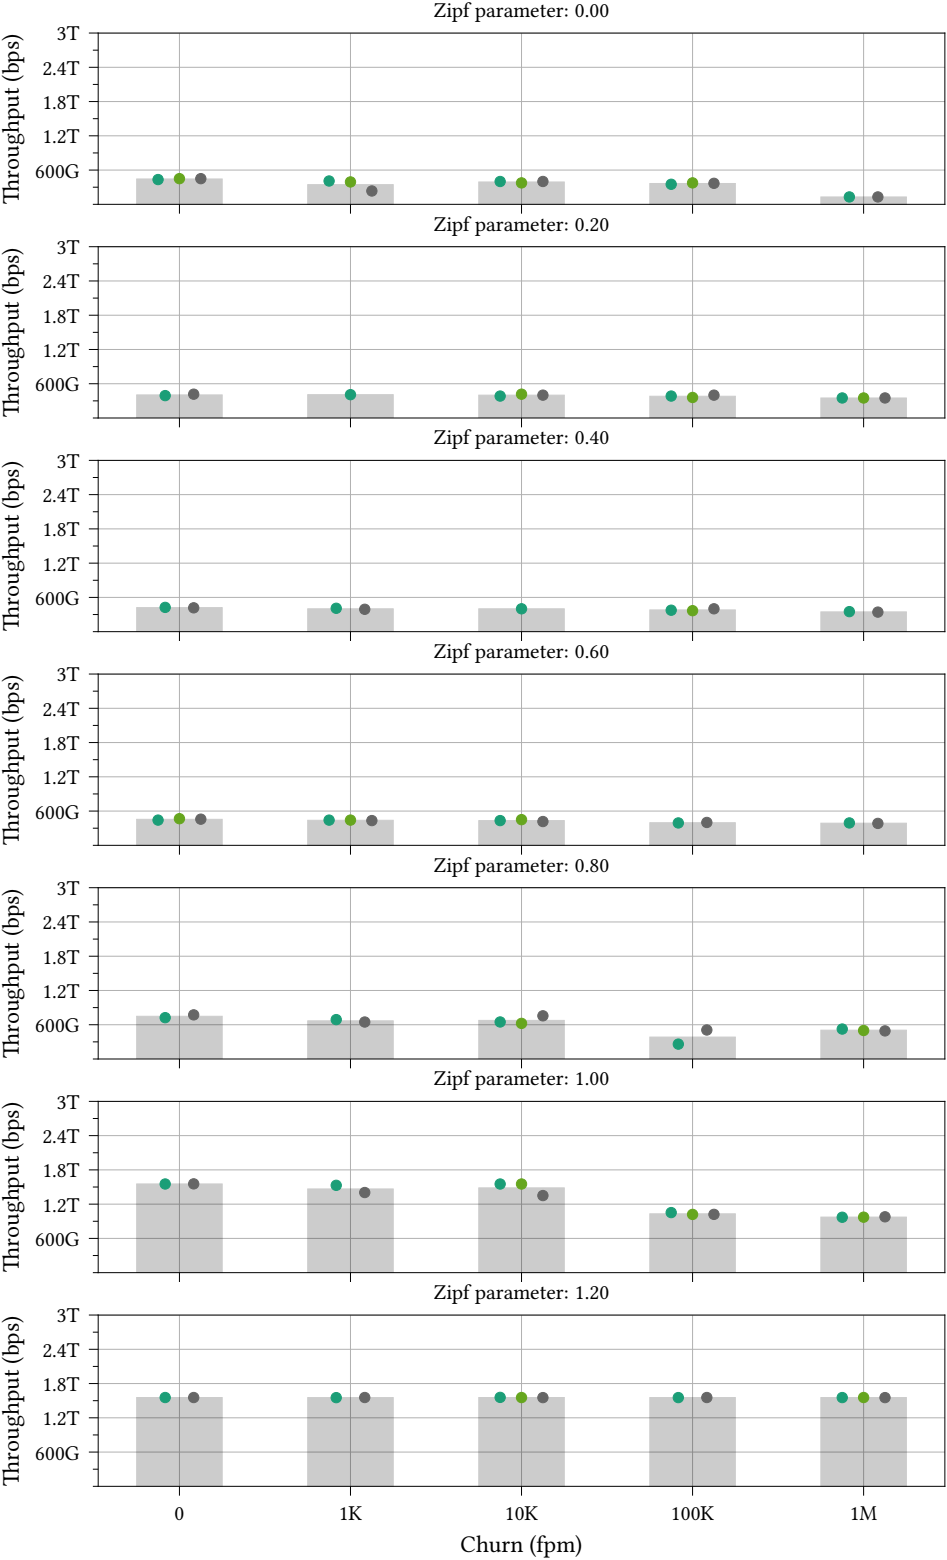 Zipf parameter: 0.00
Throughput (bps)
3T
2.4T
1.8T
1.2T
600G
Zipf parameter: 0.20
Throughput (bps)
3T
2.4T
1.8T
1.2T
600G
Zipf parameter: 0.40
Throughput (bps)
3T
2.4T
1.8T
1.2T
600G
Zipf parameter: 0.60
Throughput (bps)
3T
2.4T
1.8T
1.2T
600G
Zipf parameter: 0.80
Throughput (bps)
3T
2.4T
1.8T
1.2T
600G
Zipf parameter: 1.00
Throughput (bps)
3T
2.4T
1.8T
1.2T
600G
Zipf parameter: 1.20
Throughput (bps)
3T
2.4T
1.8T
1.2T
600G
0 1K 10K 100K 1M
Churn (fpm)